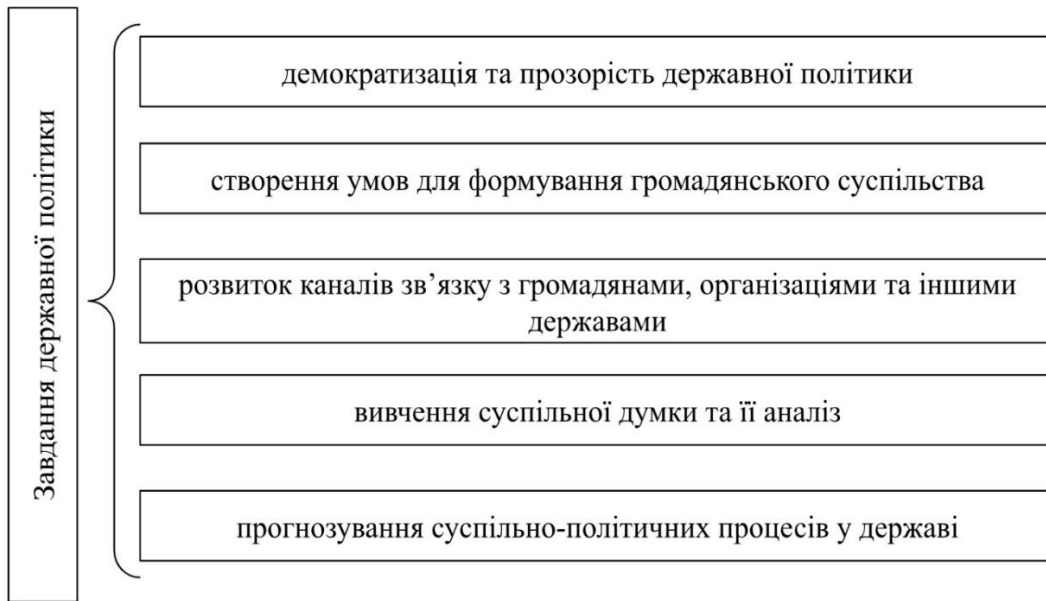 Завдання державної політики
демократизація та прозорість державної політики
створення умов для формування громадянського суспільства
розвиток каналів зв’язку з громадянами, організаціями та іншими
державами
вивчення суспільної думки та її аналіз
прогнозування суспільно-політичних процесів у державі